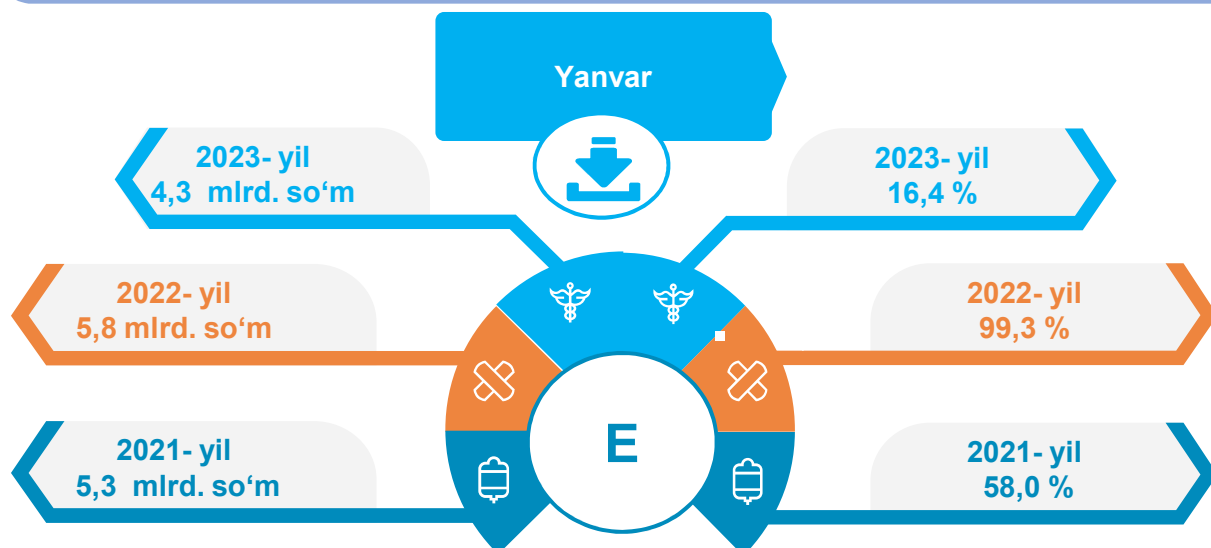 Yanvar
2023- yil
4,3 mlrd. so‘m
2023- yil
16,4 %
2022- yil
5,8 mlrd. so‘m
2022- yil
99,3 %
E
2021- yil
5,3 mlrd. so‘m
2021- yil
58,0 %